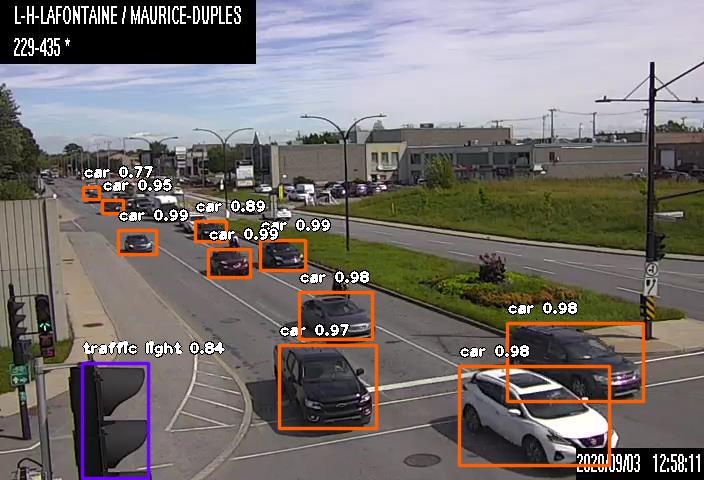 L-H-LAFONTAINE / MAURICE-DUPLES
229-435 *
car 0.77
car 0.95
car 0.99
car 0.89
car 0.99
car 0.99
car 0.98
car 0.97
car 0.98
car 0.98
traffic light 0.84
2020/09/03 12:58:11